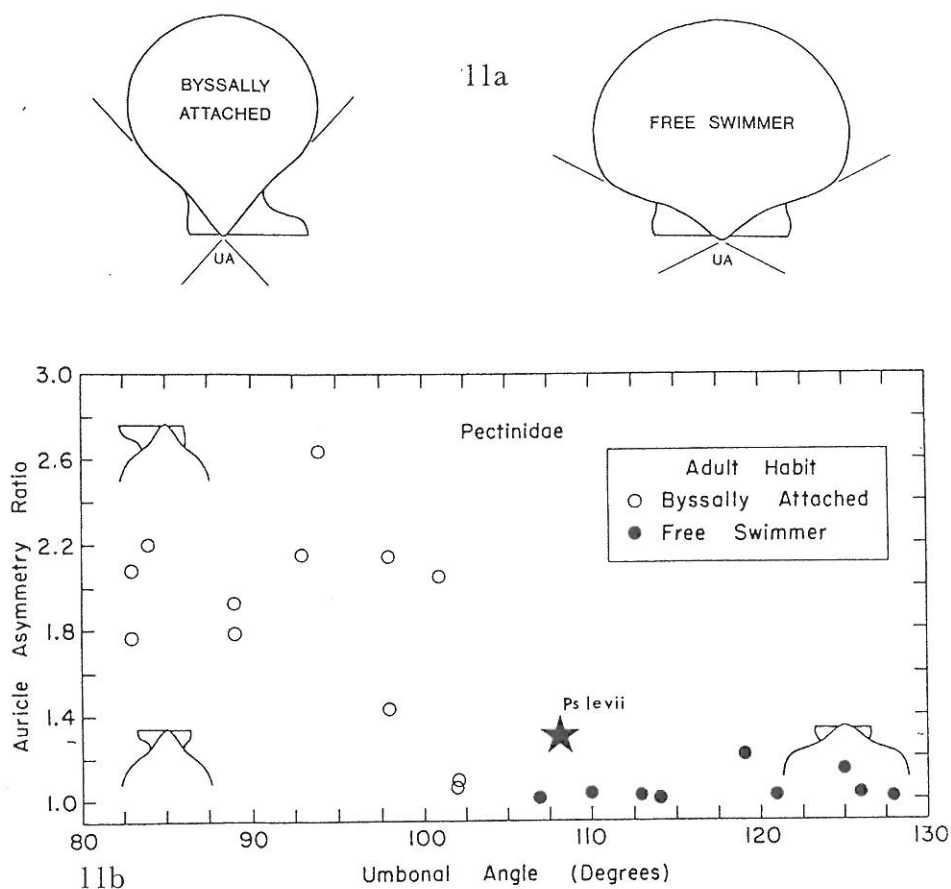 BYSSALLY
ATTACHED
11a
FREE SWIMMER
UA
UA
3.0
2.6
2.2
1.8
1.4
1.0
Auricle Asymmetry Ratio
Pectinidae
Adult Habit
Byssally Attached
Free Swimmer
Ps levii
80
90
100
110
120
130
Umbonal Angle (Degrees)
11b